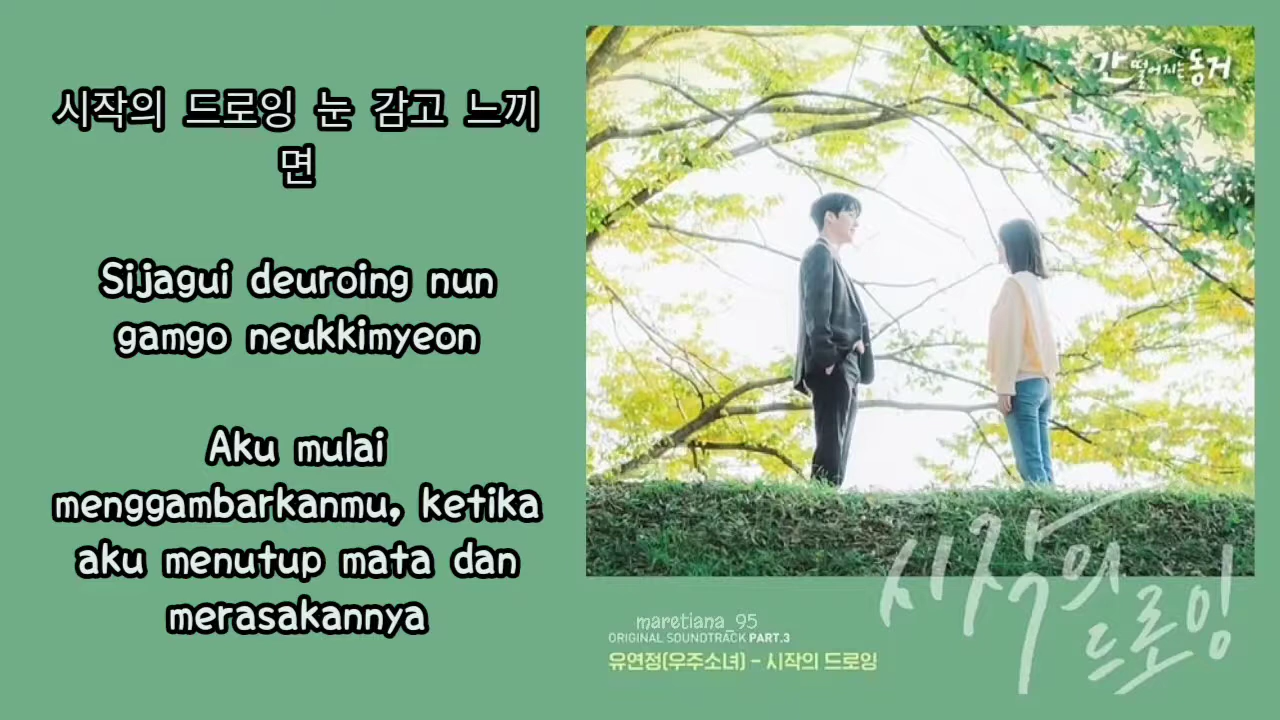 시작의 드로잉 눈 감고 느끼
면
Sijagui deuroing nun
gamgo neukkimyeon
Aku mulai
menggambarkanmu, ketika
aku menutup mata dan
merasakannya
간 떨어지는 동거
시작의
드로잉
maretiana_95
ORIGINAL SOUNDTRACK PART.3
유연정(우주소녀) - 시작의 드로잉